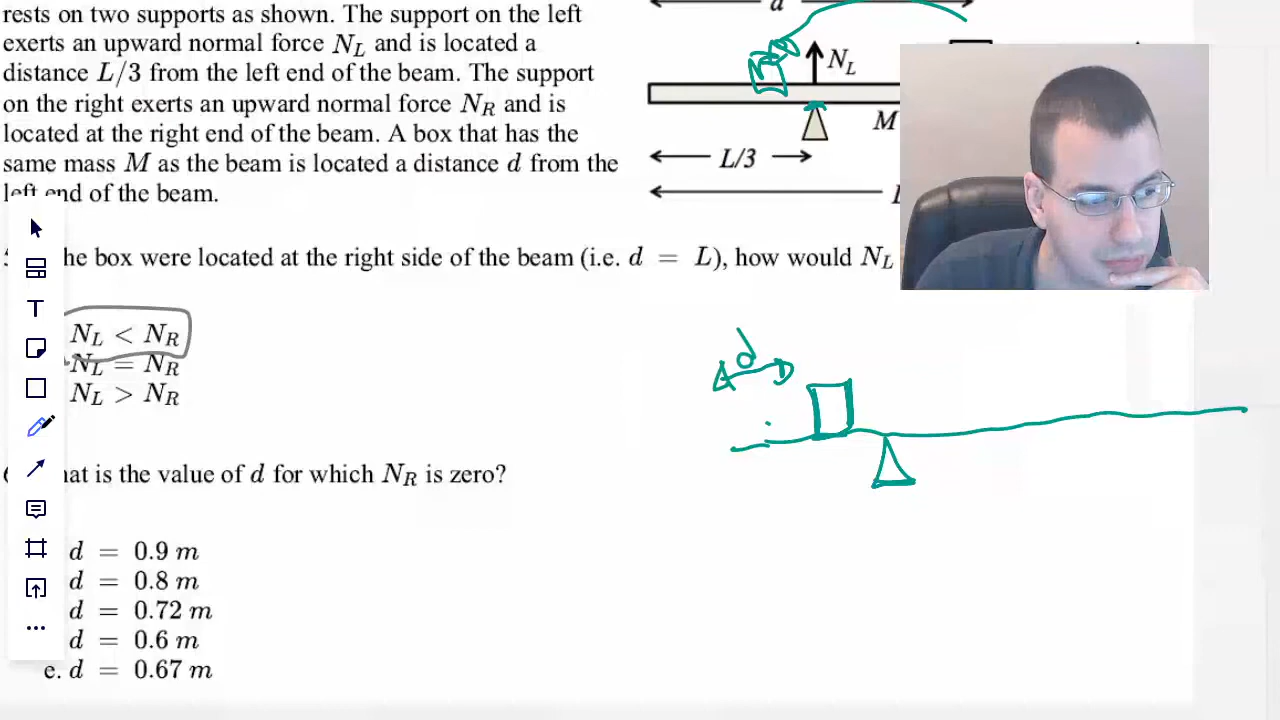 rests on two supports as shown. The support on the left
exerts an upward normal force N_L and is located a
distance L/3 from the left end of the beam. The support
on the right exerts an upward normal force N_R and is
located at the right end of the beam. A box that has the
same mass M as the beam is located a distance d from the
left end of the beam.
d
N_L
M
L/3
he box were located at the right side of the beam (i.e. d = L), how would N_L
N_L < N_R
N_L = N_R
N_L > N_R
d
hat is the value of d for which N_R is zero?
d = 0.9 m
d = 0.8 m
d = 0.72 m
d = 0.6 m
e. d = 0.67 m
T